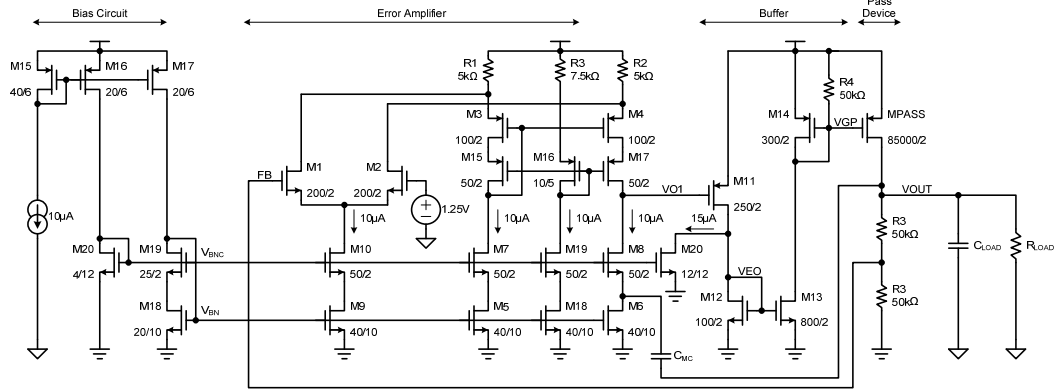 Bias Circuit
Error Amplifier
Buffer
Pass
Device
M15
40/6
M16
20/6
M17
20/6
10µA
M20
4/12
M19
25/2
VBNC
M18
20/10
VBN
R1
5kΩ
R3
7.5kΩ
R2
5kΩ
M3
100/2
M4
100/2
M15
50/2
M16
10/5
M17
50/2
FB
M1
200/2
M2
200/2
1.25V
10µA
10µA
10µA
10µA
M10
50/2
M7
50/2
M19
50/2
M8
50/2
M9
40/10
M5
40/10
M18
40/10
M6
40/10
CMC
VO1
M11
250/2
15µA
M20
12/12
VEO
M12
100/2
M13
800/2
M14
300/2
R4
50kΩ
VGP
MPASS
85000/2
VOUT
R3
50kΩ
R3
50kΩ
CLOAD
RLOAD